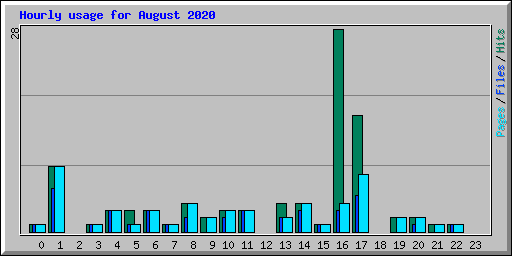 Hourly usage for August 2020
28
Pages/Files/Hits
0 1 2 3 4 5 6 7 8 9 10 11 12 13 14 15 16 17 18 19 20 21 22 23